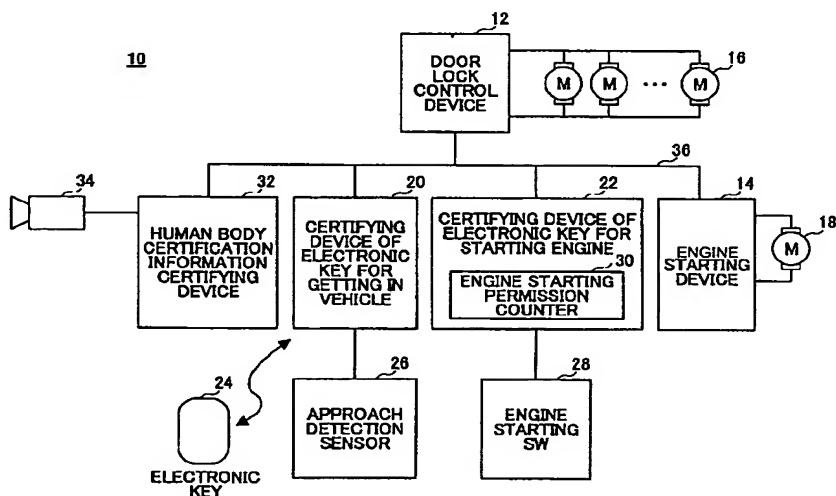 10
12
DOOR
LOCK
CONTROL
DEVICE
M
M
...
M
16
36
34
32
HUMAN BODY
CERTIFICATION
INFORMATION
CERTIFYING
DEVICE
20
CERTIFYING
DEVICE OF
ELECTRONIC
KEY FOR
GETTING IN
VEHICLE
22
CERTIFYING DEVICE OF
ELECTRONIC KEY FOR
STARTING ENGINE
30
ENGINE STARTING
PERMISSION
COUNTER
14
ENGINE
STARTING
DEVICE
M
18
24
ELECTRONIC
KEY
26
APPROACH
DETECTION
SENSOR
28
ENGINE
STARTING
SW